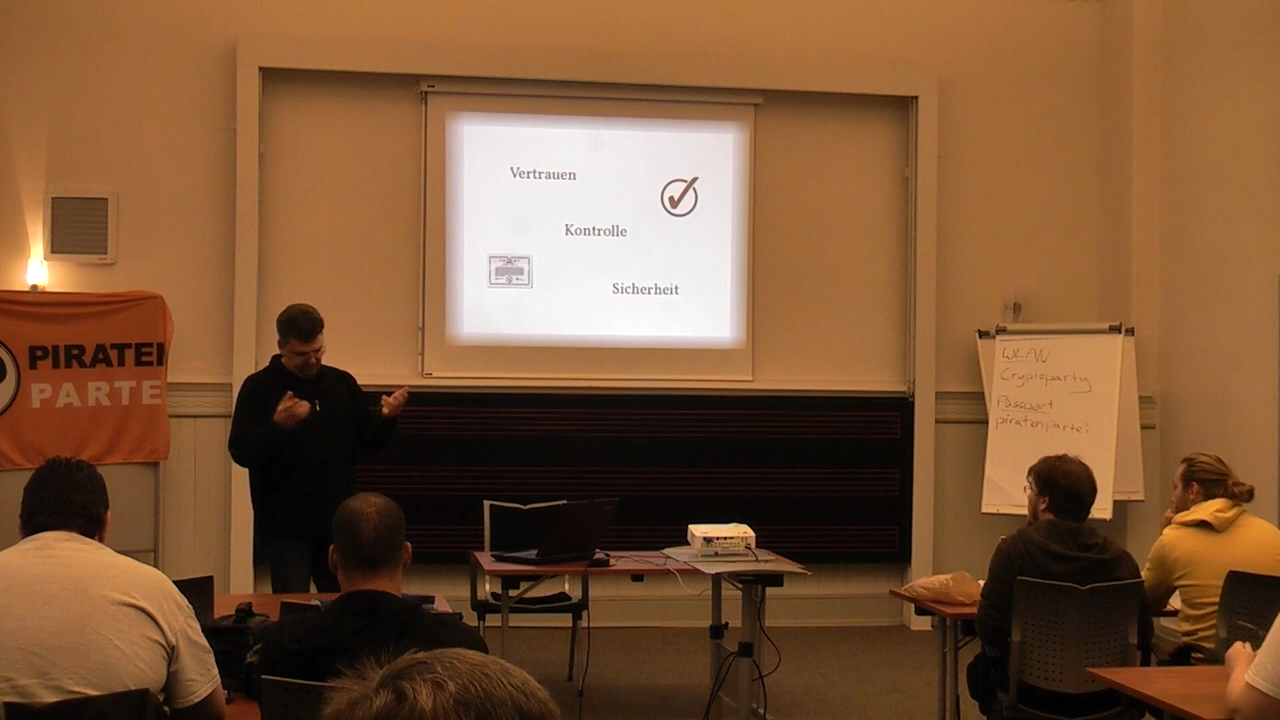 Vertrauen
Kontrolle
Sicherheit
PIRATEN
PARTE
WLAN
Cryptoparty
Passwort
piratenpartei